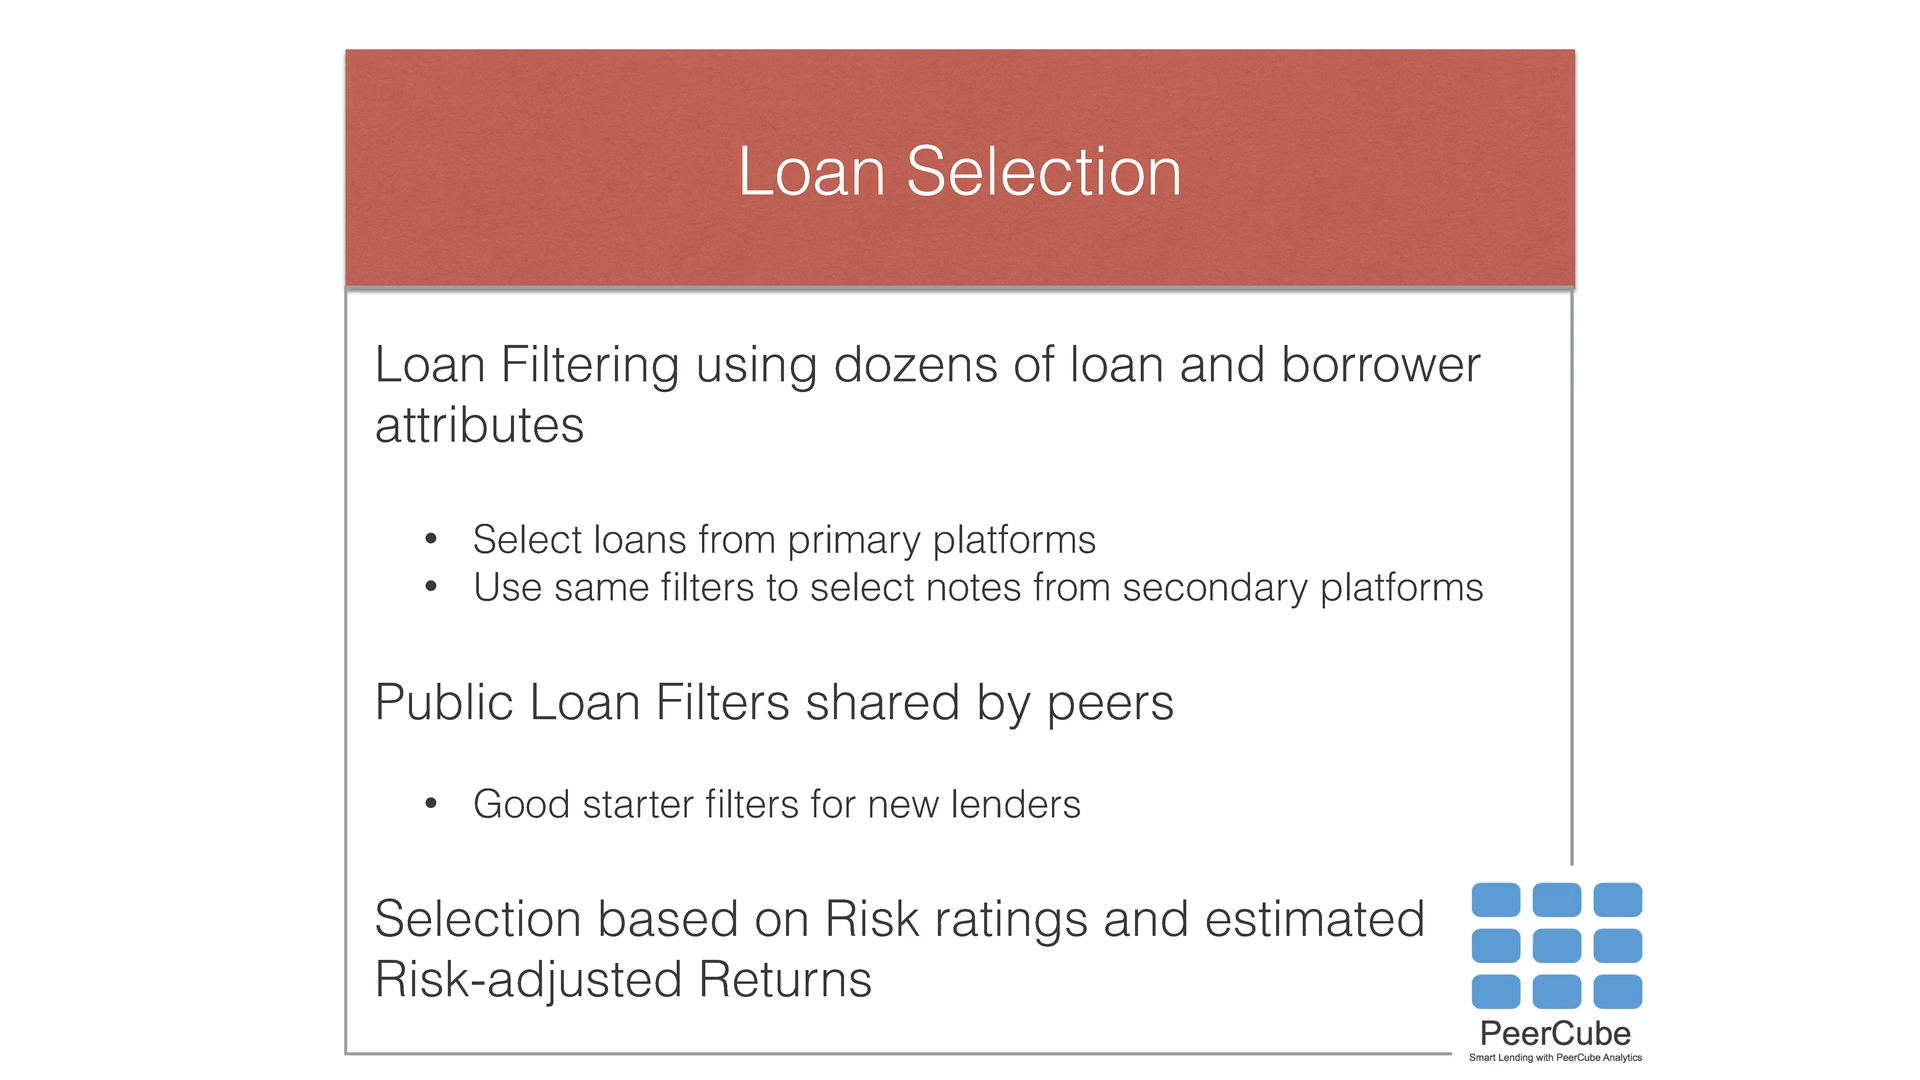 Loan Selection
Loan Filtering using dozens of loan and borrower
attributes
• Select loans from primary platforms
• Use same filters to select notes from secondary platforms
Public Loan Filters shared by peers
• Good starter filters for new lenders
Selection based on Risk ratings and estimated
Risk-adjusted Returns
PeerCube
Smart Lending with PeerCube Analytics